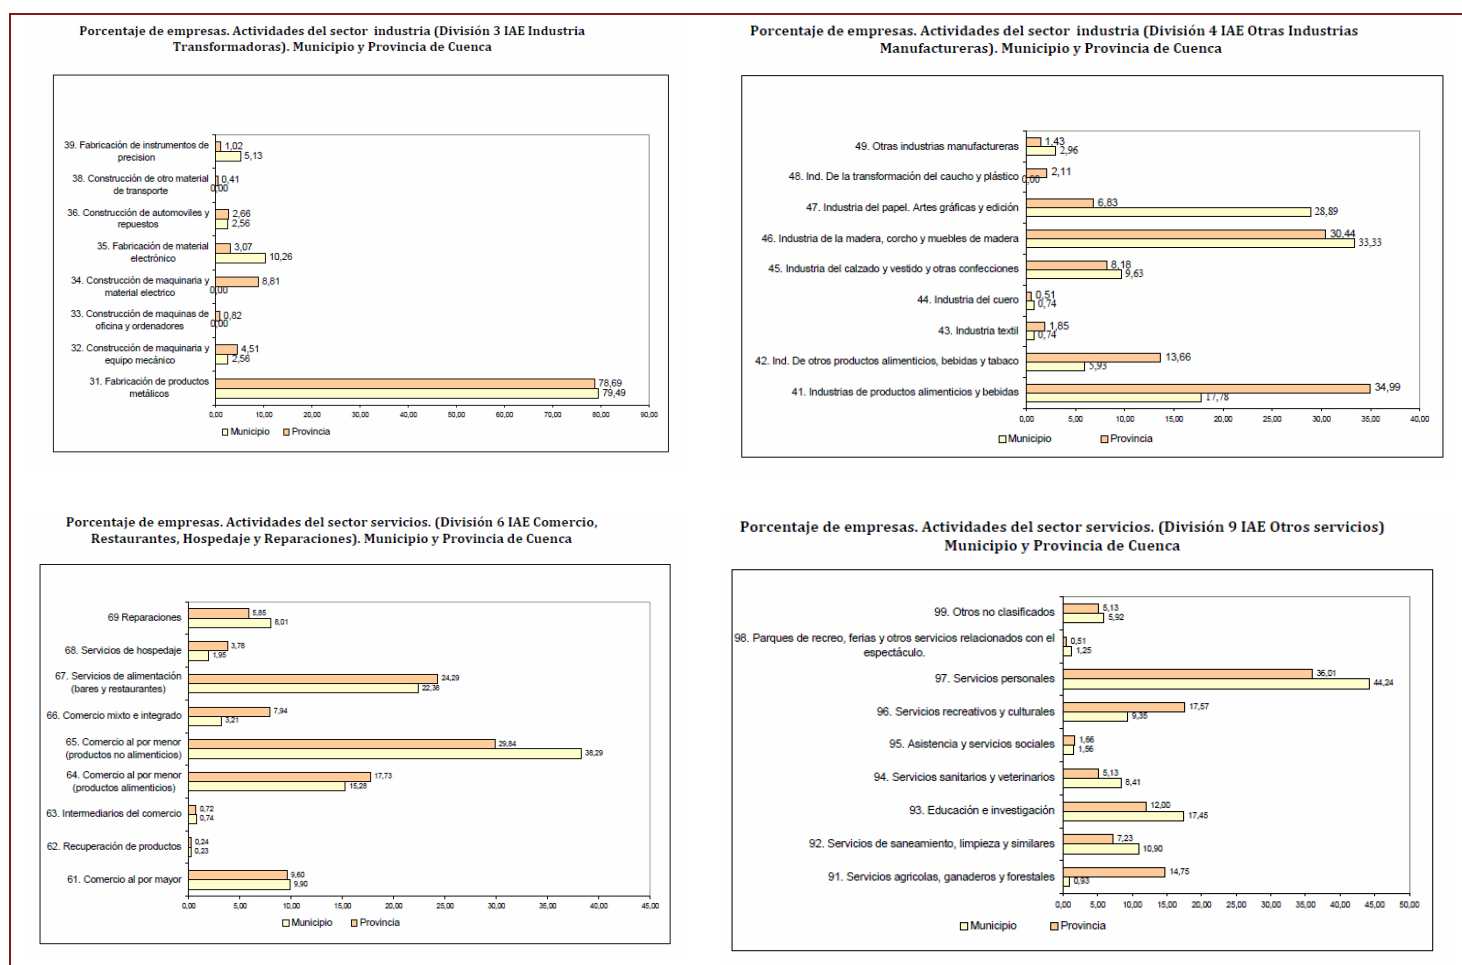 Porcentaje de empresas. Actividades del sector industria (División 3 IAE Industria
Transformadoras). Municipio y Provincia de Cuenca
39. Fabricación de instrumentos de
precision
1,02
5,13
38. Construcción de otro material
de transporte
0,41
0,00
36. Construcción de automoviles y
repuestos
2,66
2,56
35. Fabricación de material
electrónico
3,07
10,26
34. Construcción de maquinaria y
material electrico
8,81
0,00
33. Construcción de maquinas de
oficina y ordenadores
0,82
0,00
32. Construcción de maquinaria y
equipo mecánico
4,51
2,56
31. Fabricación de productos
metálicos
78,69
79,49
0,00 10,00 20,00 30,00 40,00 50,00 60,00 70,00 80,00 90,00
Municipio Provincia
Porcentaje de empresas. Actividades del sector industria (División 4 IAE Otras Industrias
Manufactureras). Municipio y Provincia de Cuenca
49. Otras industrias manufactureras
1,43
2,96
48. Ind. De la transformación del caucho y plástico
2,11
0,00
47. Industria del papel. Artes gráficas y edición
6,83
28,89
46. Industria de la madera, corcho y muebles de madera
30,44
33,33
45. Industria del calzado y vestido y otras confecciones
8,18
9,63
44. Industria del cuero
0,51
0,74
43. Industria textil
1,85
0,74
42. Ind. De otros productos alimenticios, bebidas y tabaco
13,66
5,93
41. Industrias de productos alimenticios y bebidas
34,99
17,78
0,00 5,00 10,00 15,00 20,00 25,00 30,00 35,00 40,00
Municipio Provincia
Porcentaje de empresas. Actividades del sector servicios. (División 6 IAE Comercio,
Restaurantes, Hospedaje y Reparaciones). Municipio y Provincia de Cuenca
69 Reparaciones
5,85
8,01
68. Servicios de hospedaje
3,78
1,95
67. Servicios de alimentación
(bares y restaurantes)
24,29
22,38
66. Comercio mixto e integrado
7,94
3,21
65. Comercio al por menor
(productos no alimenticios)
29,84
38,29
64. Comercio al por menor
(productos alimenticios)
17,73
15,28
63. Intermediarios del comercio
0,72
0,74
62. Recuperación de productos
0,24
0,23
61. Comercio al por mayor
9,60
9,90
0,00 5,00 10,00 15,00 20,00 25,00 30,00 35,00 40,00 45,00
Municipio Provincia
Porcentaje de empresas. Actividades del sector servicios. (División 9 IAE Otros servicios)
Municipio y Provincia de Cuenca
99. Otros no clasificados
5,13
5,92
98. Parques de recreo, ferias y otros servicios relacionados con el
espectáculo.
0,51
1,25
97. Servicios personales
36,01
44,24
96. Servicios recreativos y culturales
17,57
9,35
95. Asistencia y servicios sociales
1,66
1,56
94. Servicios sanitarios y veterinarios
5,13
8,41
93. Educación e investigación
12,00
17,45
92. Servicios de saneamiento, limpieza y similares
7,23
10,90
91. Servicios agricolas, ganaderos y forestales
14,75
0,93
0,00 5,00 10,00 15,00 20,00 25,00 30,00 35,00 40,00 45,00 50,00
Municipio Provincia